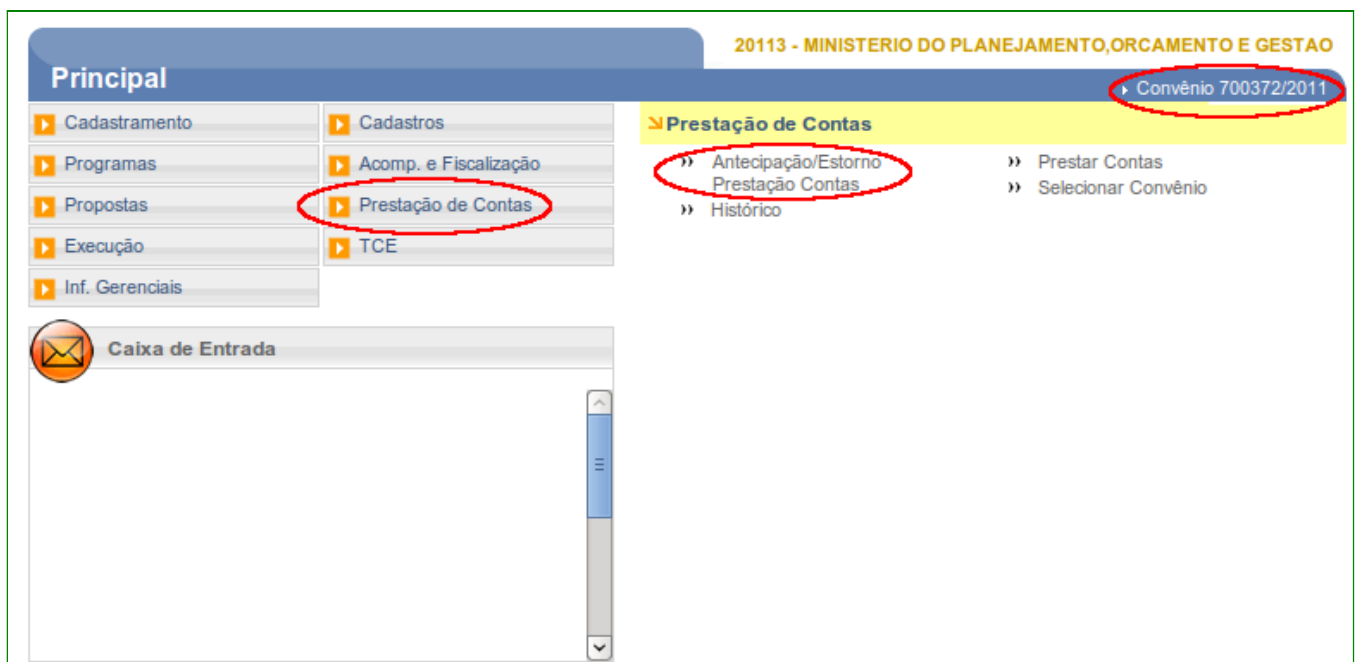 20113 - MINISTERIO DO PLANEJAMENTO,ORCAMENTO E GESTAO
Principal
Convênio 700372/2011
Cadastramento
Cadastros
Programas
Acomp. e Fiscalização
Propostas
Prestação de Contas
Execução
TCE
Inf. Gerenciais
Prestação de Contas
Antecipação/Estorno
Prestação Contas
Histórico
Prestar Contas
Selecionar Convênio
Caixa de Entrada